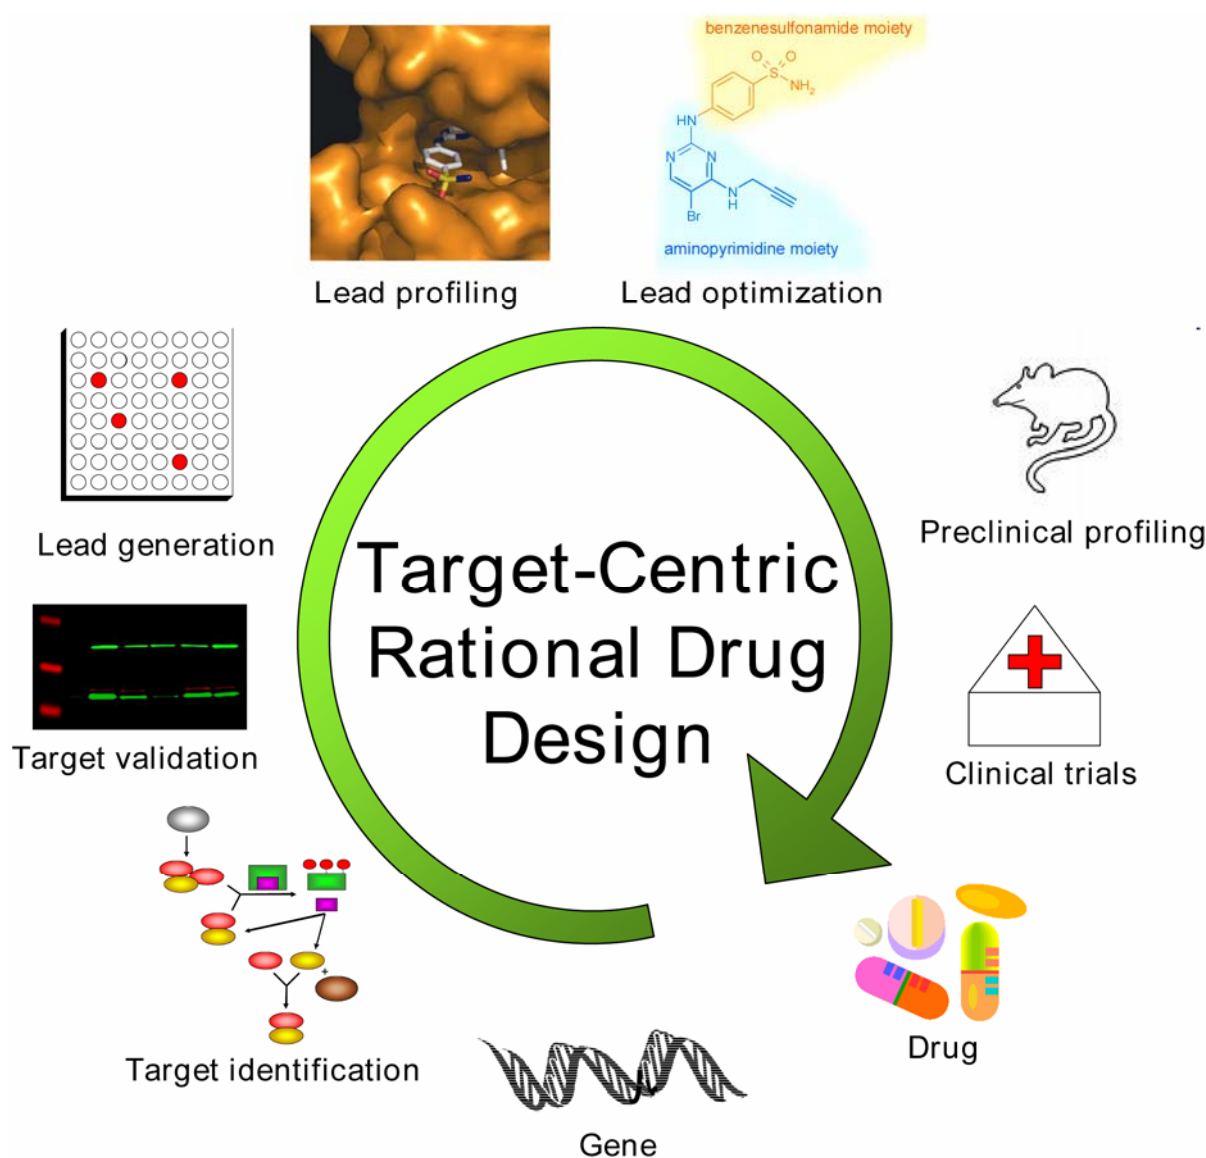 benzenesulfonamide moiety
O O
S
NH2
HN
N N
N
H
Br
aminopyrimidine moiety
Lead profiling
Lead optimization
Lead generation
Preclinical profiling
Target-Centric
Rational Drug
Design
Target validation
Clinical trials
+
Target identification
Drug
Gene